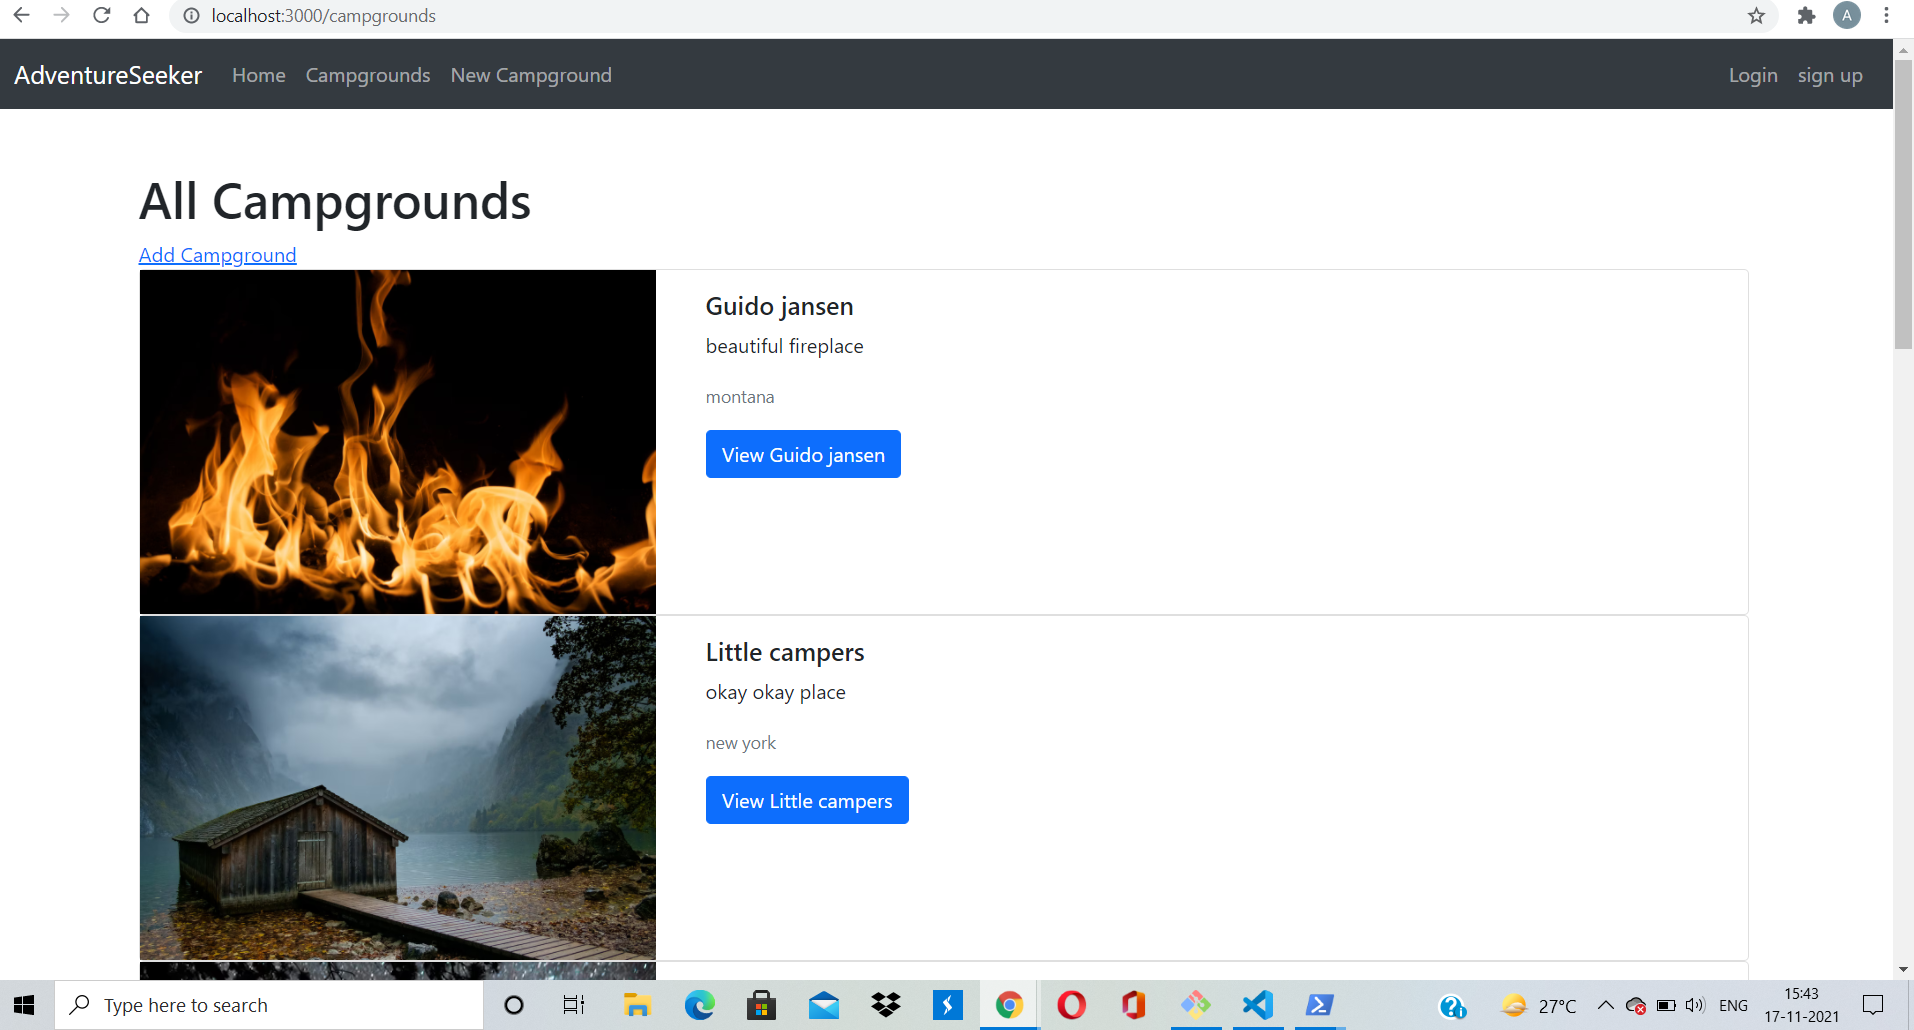 localhost:3000/campgrounds
A
AdventureSeeker Home Campgrounds New Campground Login sign up
All Campgrounds
Add Campground
Guido jansen
beautiful fireplace
montana
View Guido jansen
Little campers
okay okay place
new york
View Little campers
Type here to search
27°C
ENG
15:43
17-11-2021